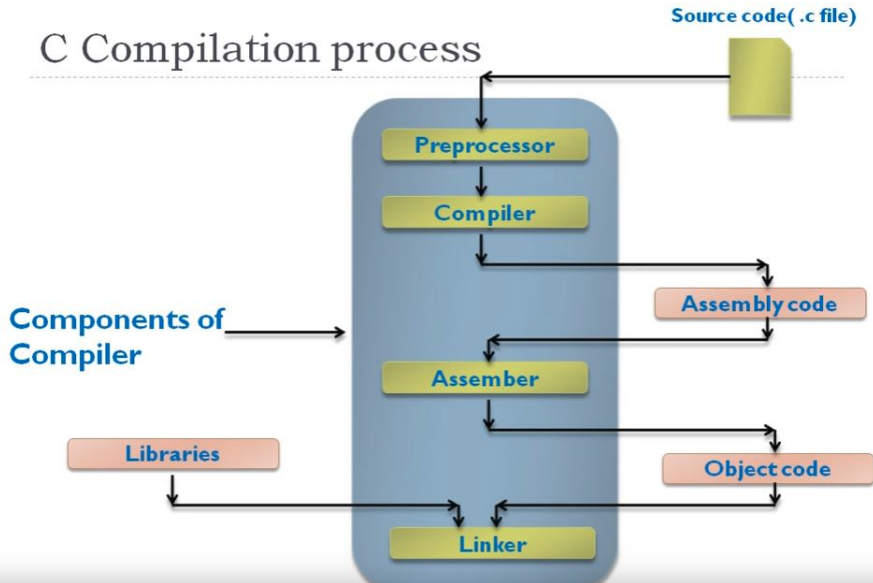 Source code( .c file)
C Compilation process
Preprocessor
Compiler
Assembly code
Components of
Compiler
Assember
Libraries
Object code
Linker